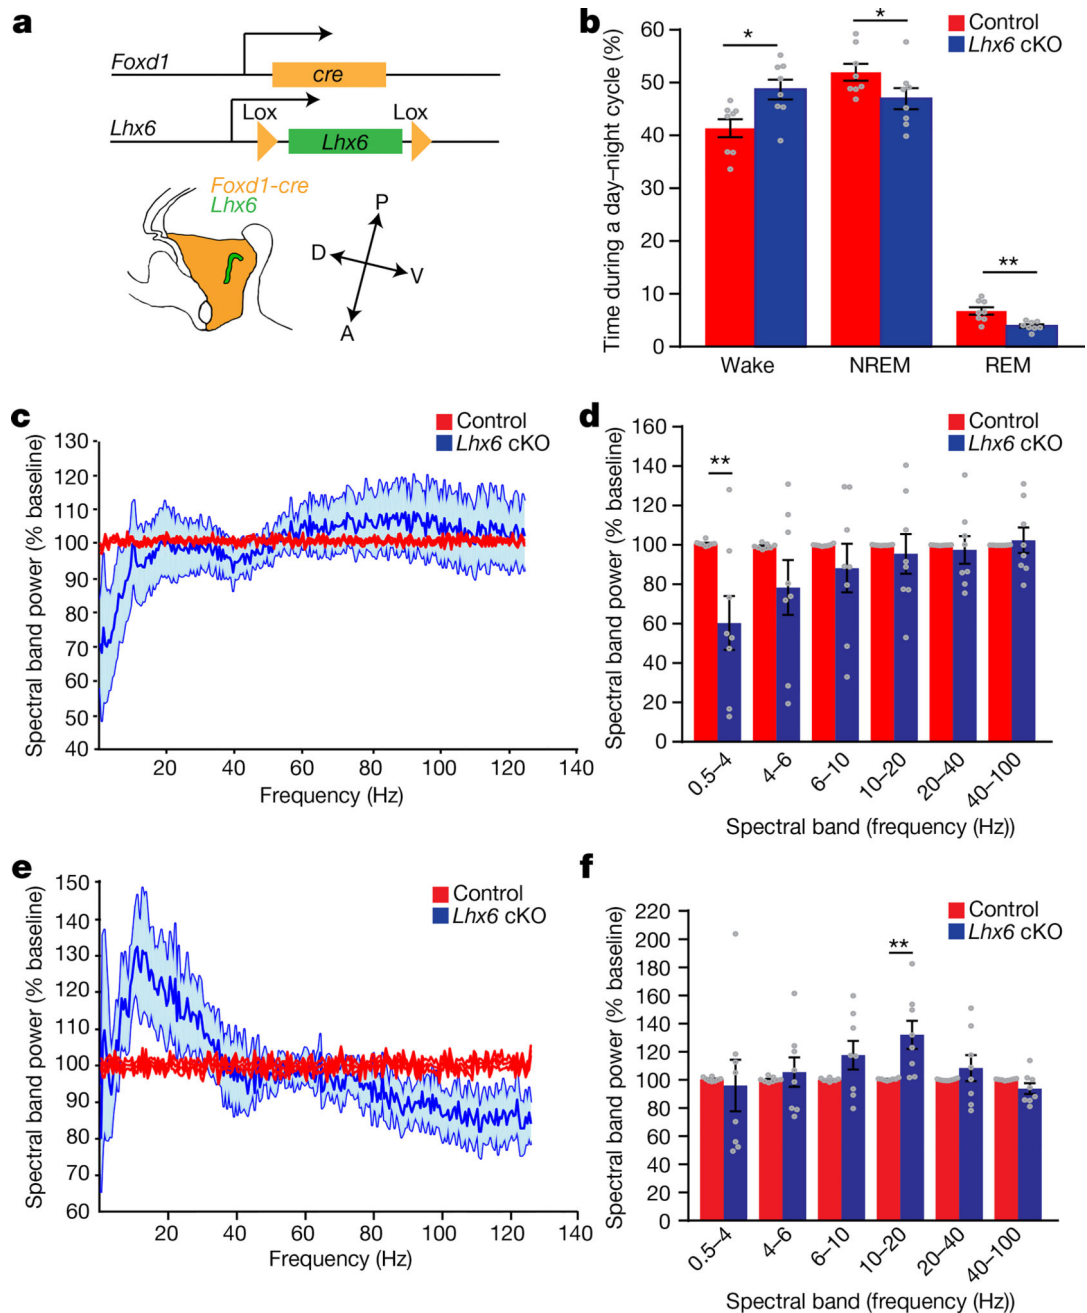 a
Foxd1
cre
Lox
Lox
Lhx6
Lhx6
Foxd1-cre
Lhx6
P
D
V
A
b
Control
Lhx6 cKO
Time during a day–night cycle (%)
60
50
40
30
20
10
0
*
*
**
Wake
NREM
REM
c
Control
Lhx6 cKO
Spectral band power (% baseline)
130
120
110
100
90
80
70
60
50
40
20
40
60
80
100
120
140
Frequency (Hz)
d
Control
Lhx6 cKO
Spectral band power (% baseline)
160
140
120
100
80
60
40
20
0
**
0.5–4
4–6
6–10
10–20
20–40
40–100
Spectral band (frequency (Hz))
e
Control
Lhx6 cKO
Spectral band power (% baseline)
150
140
130
120
110
100
90
80
70
60
20
40
60
80
100
120
140
Frequency (Hz)
f
Control
Lhx6 cKO
Spectral band power (% baseline)
220
200
180
160
140
120
100
80
60
40
20
0
**
0.5–4
4–6
6–10
10–20
20–40
40–100
Spectral band (frequency (Hz))